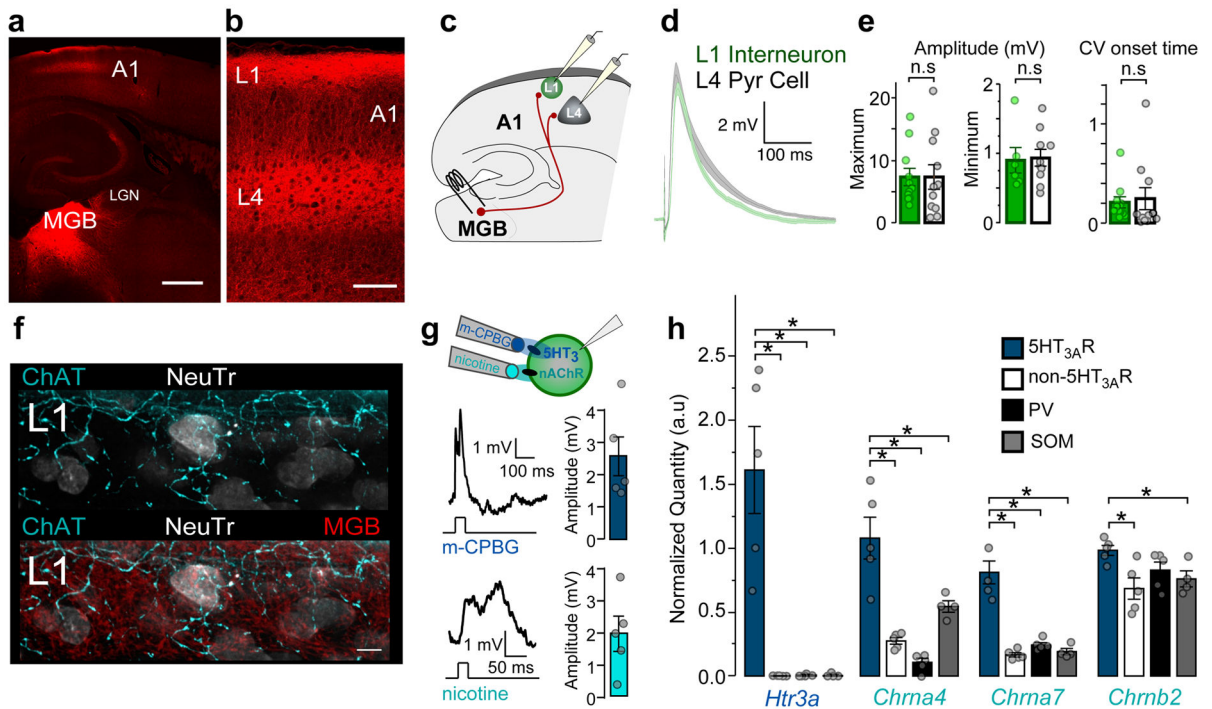 a
A1
LGN
MGB
b
L1
A1
L4
c
L1
L4
A1
MGB
d
L1 Interneuron
L4 Pyr Cell
2 mV
100 ms
e
Amplitude (mV)
CV onset time
n.s
n.s
n.s
Maximum
20
10
0
Minimum
2
1
0
2
1
0
f
ChAT
NeuTr
L1
ChAT
NeuTr
MGB
L1
g
m-CPBG
5HT3
nicotine
nAChR
1 mV
100 ms
m-CPBG
Amplitude (mV)
4
3
2
1
0
1 mV
50 ms
nicotine
Amplitude (mV)
4
2
0
h
Normalized Quantity (a.u)
2.5
2.0
1.5
1.0
0.5
0.0
* * *
* * *
* * *
* *
5HT3AR
non-5HT3AR
PV
SOM
Htr3a
Chrna4
Chrna7
Chrnb2